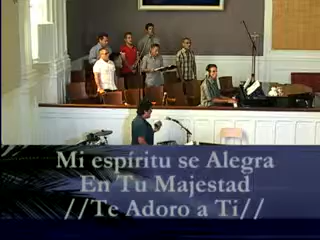 Mi espíritu se Alegra
En Tu Majestad
//Te Adoro a Ti//